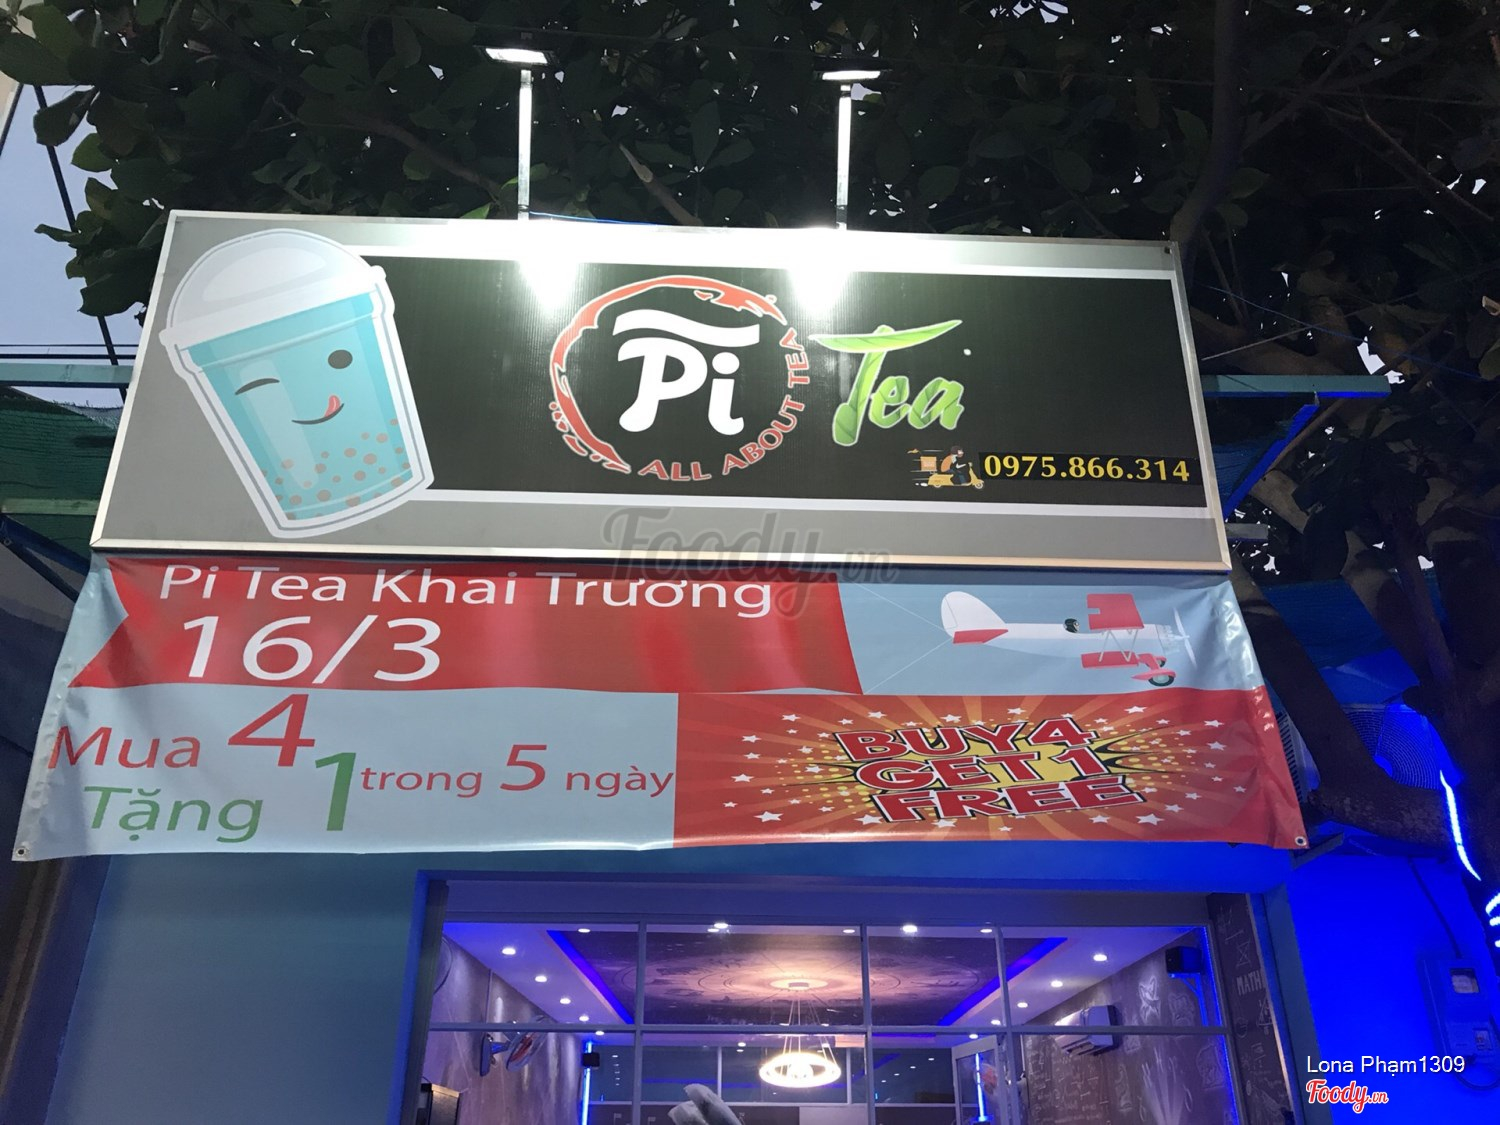 Pi
ALL ABOUT TEA
Tea
0975.866.314
Foody.vn
Pi Tea Khai Trương
16/3
Mua 4
Tặng 1 trong 5 ngày
BUY 4
GET 1
FREE
MATH
Lona Phạm1309
Foody.vn